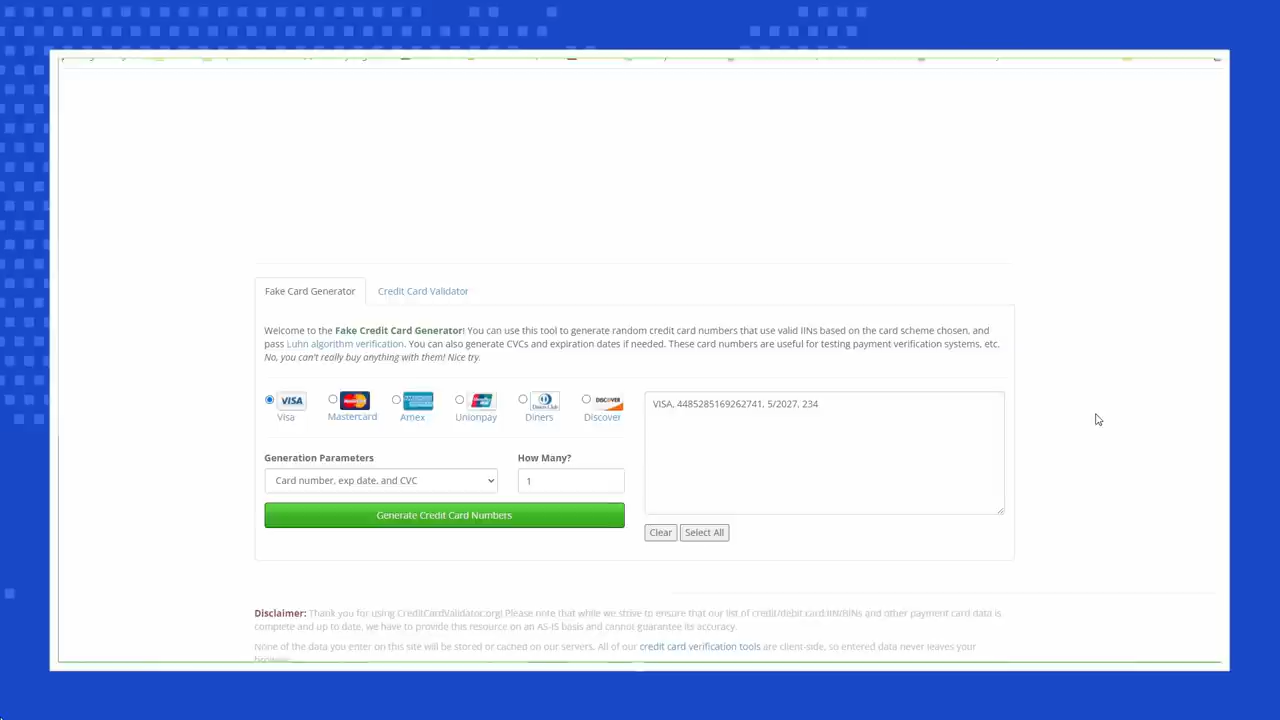 Fake Card Generator
Credit Card Validator
Welcome to the Fake Credit Card Generator! You can use this tool to generate random credit card numbers that use valid IINs based on the card scheme chosen, and
pass Luhn algorithm verification. You can also generate CVCs and expiration dates if needed. These card numbers are useful for testing payment verification systems, etc.
No, you can't really buy anything with them! Nice try.
VISA
DISCOVER
Visa
Mastercard
Amex
Unionpay
Diners
Discover
VISA, 4485285169262741, 5/2027, 234
Generation Parameters
How Many?
Card number, exp date, and CVC
1
Generate Credit Card Numbers
Clear
Select All
Disclaimer: Thank you for using CreditCardValidator.org! Please note that while we strive to ensure that our list of credit/debit card IIN/BINs and other payment card data is
complete and up to date, we have to provide this resource on an AS-IS basis and cannot guarantee its accuracy.
None of the data you enter on this site will be stored or cached on our servers. All of our credit card verification tools are client-side, so entered data never leaves your
browser.